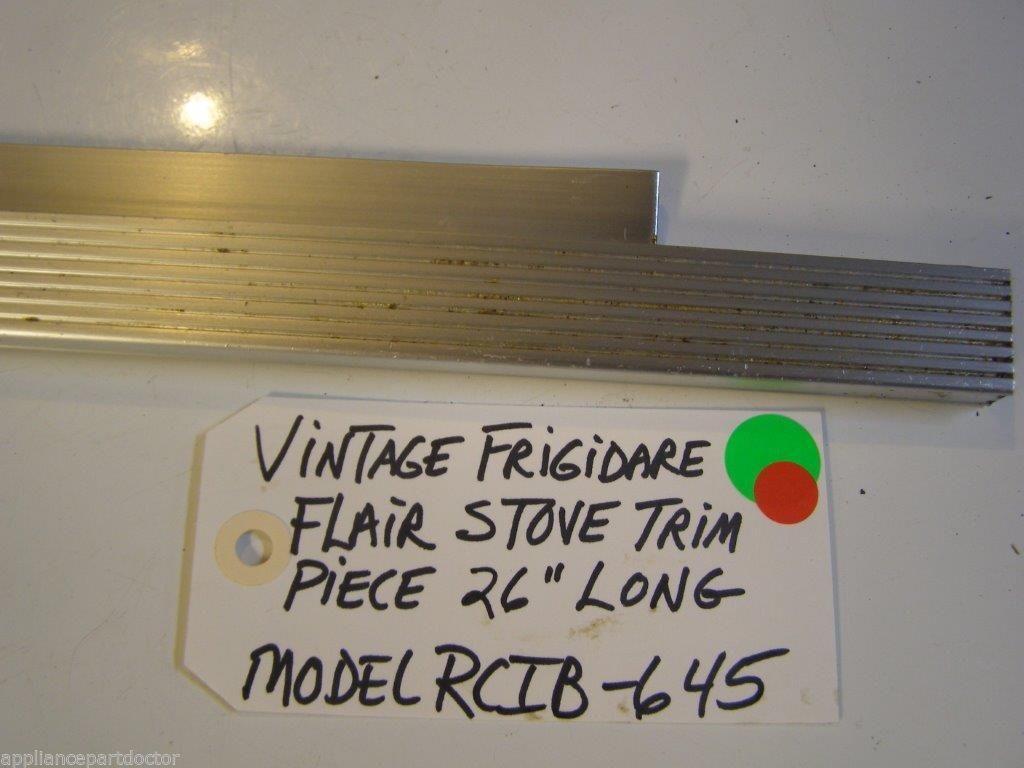 VINTAGE FRIGIDARE
FLAIR STOVE TRIM
PIECE 26" LONG
MODEL RCIB-645
appliancepartdoctor